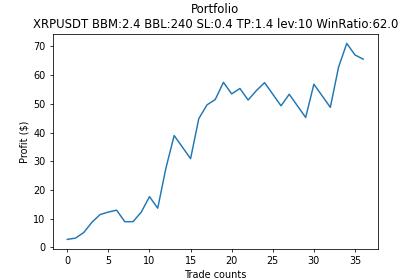 Portfolio
XRPUSDT BBM:2.4 BBL:240 SL:0.4 TP:1.4 lev:10 WinRatio:62.0
Profit ($)
70
60
50
40
30
20
10
0
0 5 10 15 20 25 30 35
Trade counts